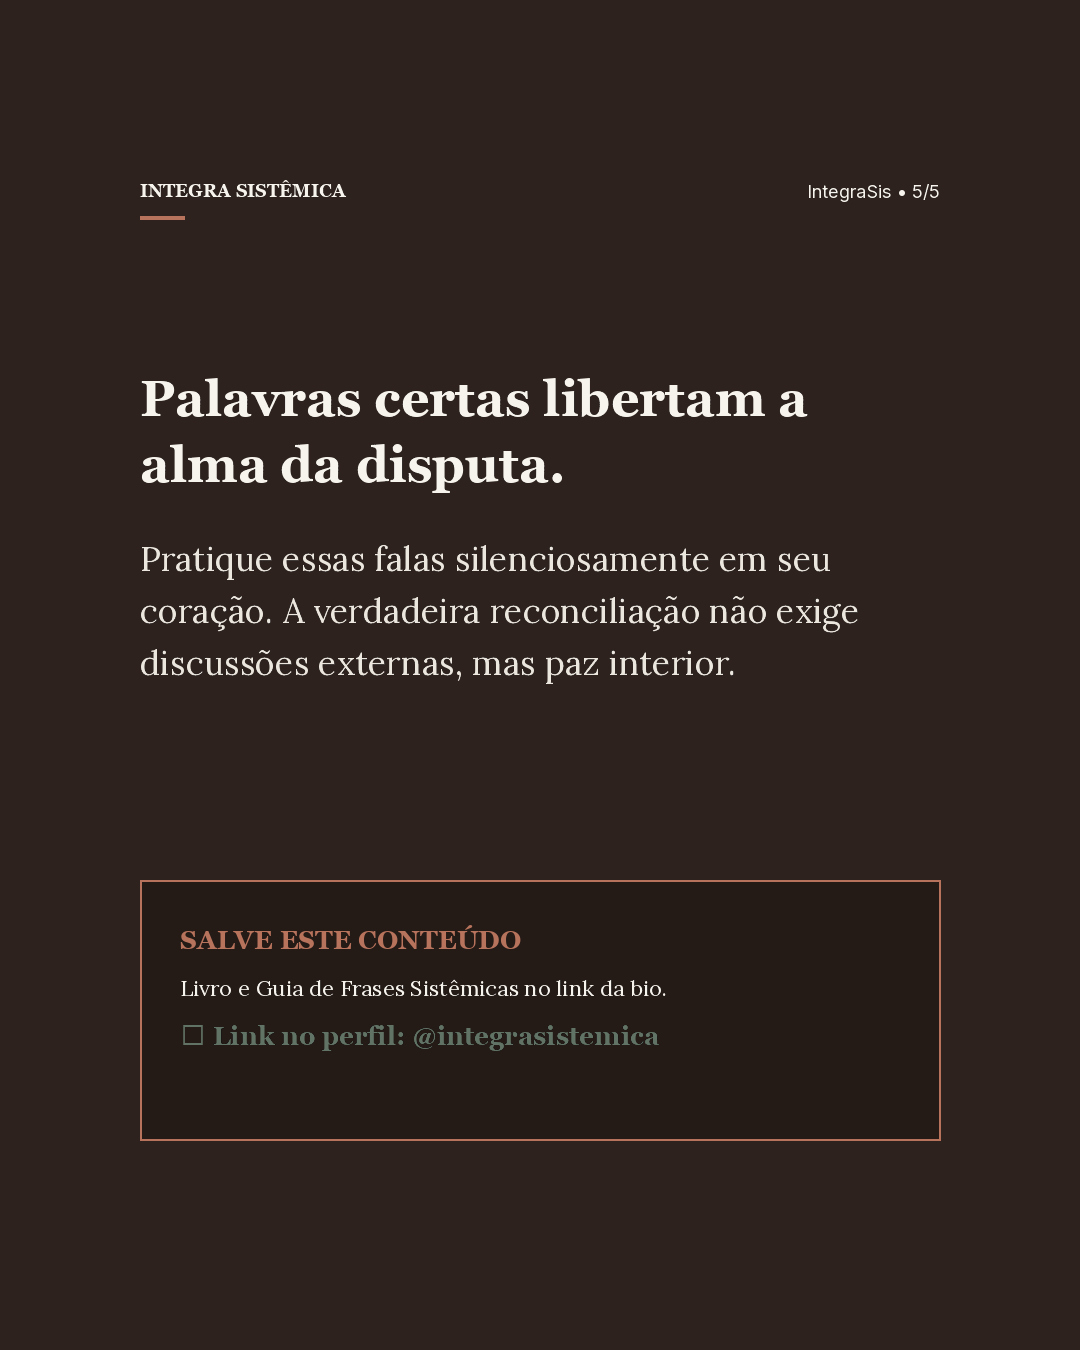 INTEGRA SISTÊMICA
IntegraSis • 5/5
Palavras certas libertam a
alma da disputa.
Pratique essas falas silenciosamente em seu
coração. A verdadeira reconciliação não exige
discussões externas, mas paz interior.
SALVE ESTE CONTEÚDO
Livro e Guia de Frases Sistêmicas no link da bio.
☐ Link no perfil: @integrasistemica